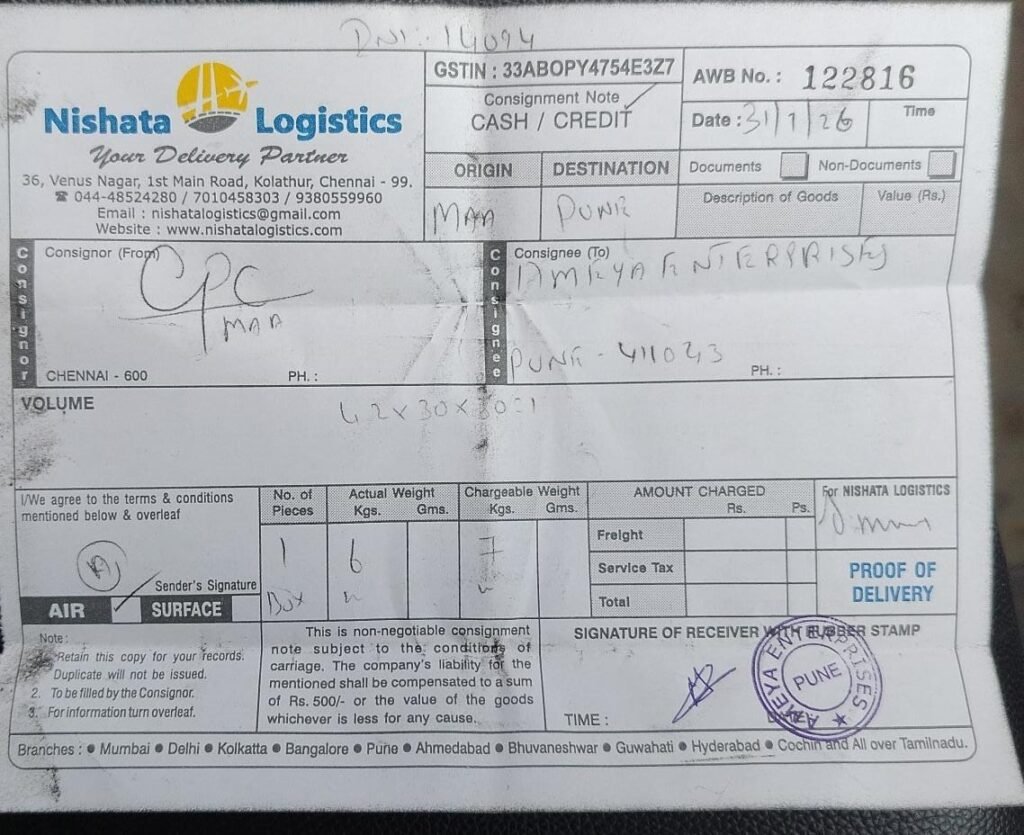 DNI : 14094
Nishata Logistics
Your Delivery Partner
36, Venus Nagar, 1st Main Road, Kolathur, Chennai - 99.
☎ 044-48524280 / 7010458303 / 9380559960
Email : nishatalogistics@gmail.com
Website : www.nishatalogistics.com
GSTIN : 33ABOPY4754E3Z7
Consignment Note
CASH / CREDIT
AWB No. : 122816
Date : 31/1/26
Time
ORIGIN
DESTINATION
Documents
Non-Documents
MAA
PUNE
Description of Goods
Value (Rs.)
Consignor
Consignor (From)
CPC
MAA
CHENNAI - 600
PH. :
Consignee
Consignee (To)
AMEYA ENTERPRISES
PUNE - 411043
PH. :
VOLUME
42x30x30=1
I/We agree to the terms & conditions
mentioned below & overleaf
Sender's Signature
AIR
SURFACE
No. of
Pieces
Actual Weight
Kgs. Gms.
Chargeable Weight
Kgs. Gms.
1
6
7
Box
AMOUNT CHARGED
Rs. Ps.
Freight
Service Tax
Total
For NISHATA LOGISTICS
PROOF OF
DELIVERY
Note :
Retain this copy for your records.
Duplicate will not be issued.
2. To be filled by the Consignor.
3. For information turn overleaf.
This is non-negotiable consignment
note subject to the conditions of
carriage. The company's liability for the
mentioned shall be compensated to a sum
of Rs. 500/- or the value of the goods
whichever is less for any cause.
SIGNATURE OF RECEIVER WITH RUBBER STAMP
AMEYA ENTERPRISES
PUNE
TIME :
Branches : ● Mumbai ● Delhi ● Kolkatta ● Bangalore ● Pune ● Ahmedabad ● Bhuvaneshwar ● Guwahati ● Hyderabad ● Cochin and All over Tamilnadu.